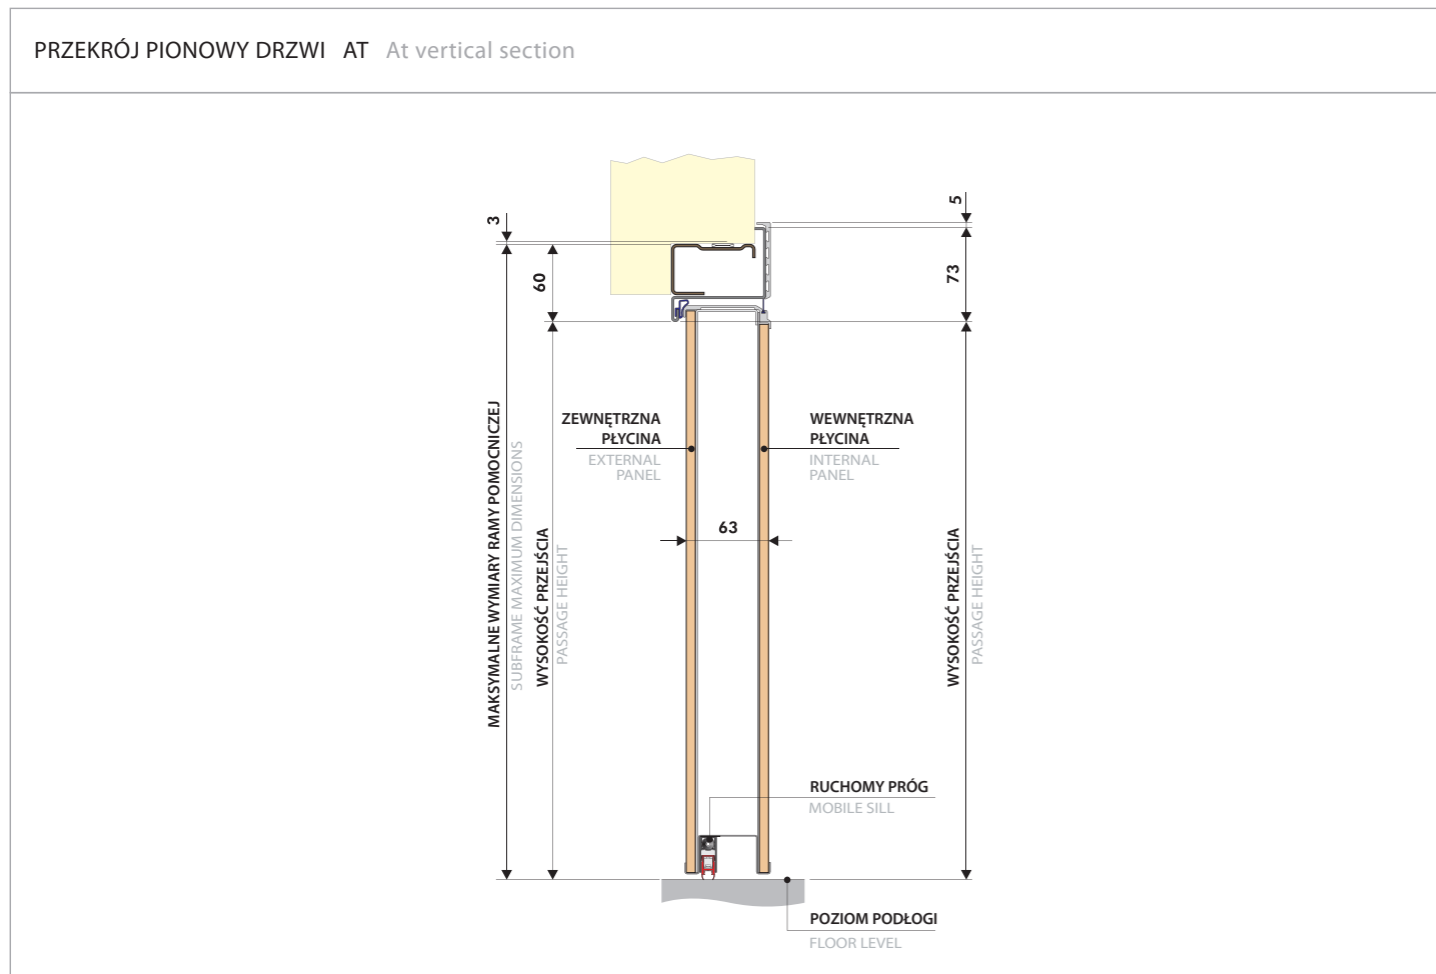 PRZEKRÓJ PIONOWY DRZWI AT At vertical section
3
5
60
73
MAKSYMALNE WYMIARY RAMY POMOCNICZEJ
SUBFRAME MAXIMUM DIMENSIONS
WYSOKOŚĆ PRZEJŚCIA
PASSAGE HEIGHT
ZEWNĘTRZNA
PŁYCINA
EXTERNAL
PANEL
WEWNĘTRZNA
PŁYCINA
INTERNAL
PANEL
63
WYSOKOŚĆ PRZEJŚCIA
PASSAGE HEIGHT
RUCHOMY PRÓG
MOBILE SILL
POZIOM PODŁOGI
FLOOR LEVEL